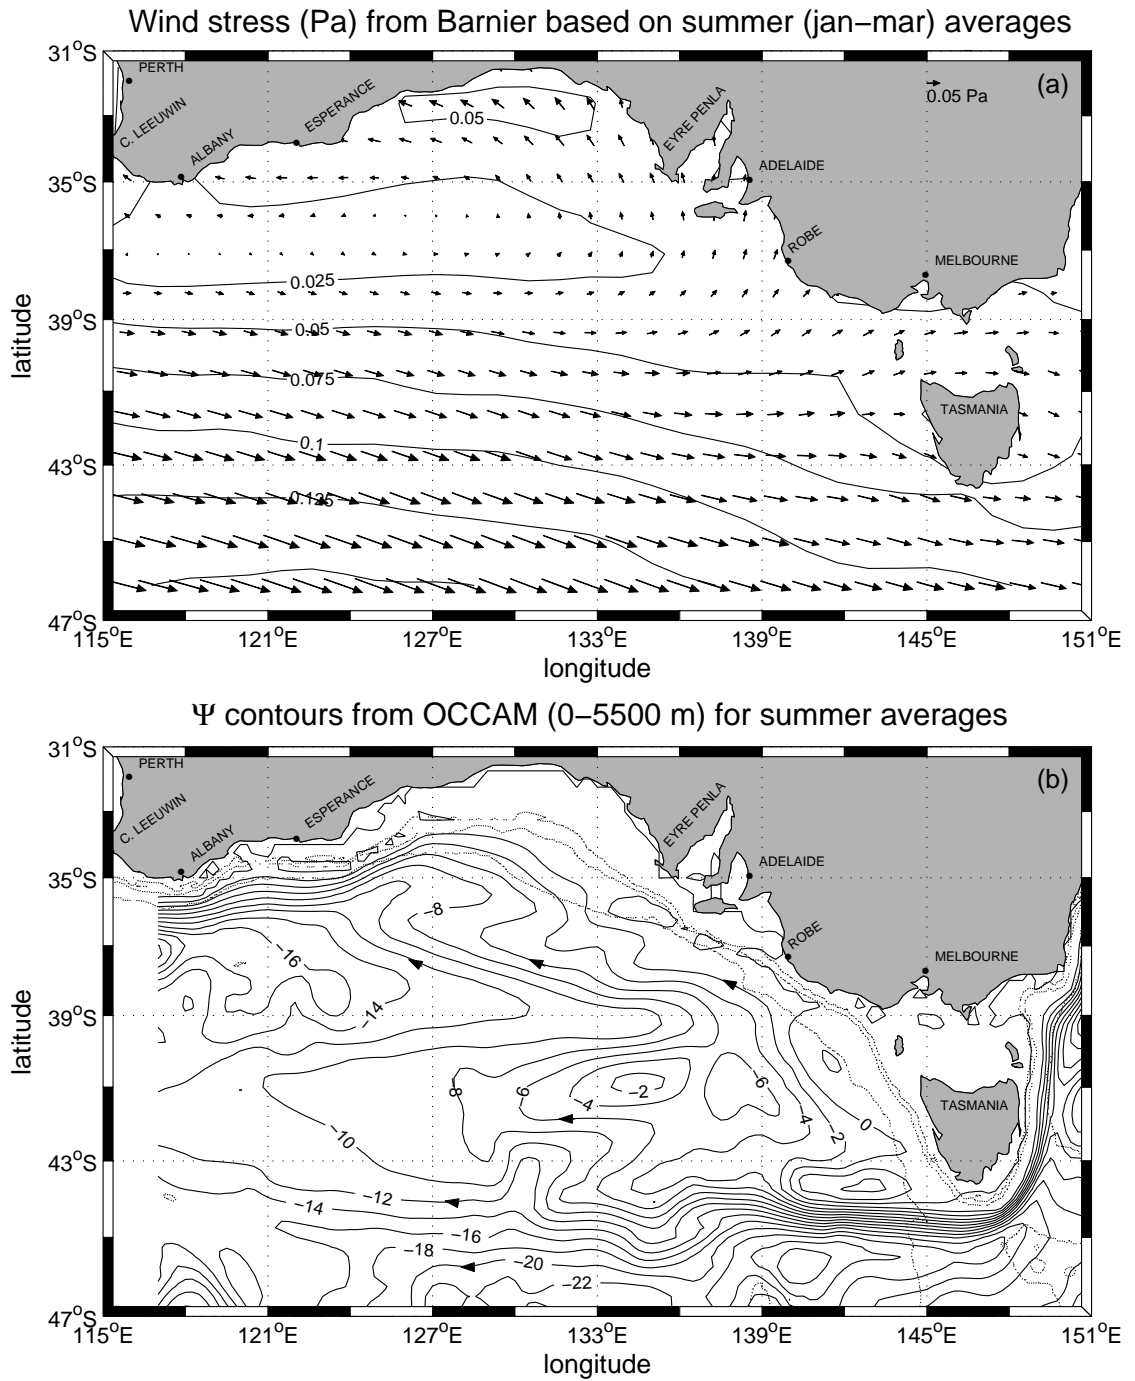 Wind stress (Pa) from Barnier based on summer (jan−mar) averages
31°S
PERTH
(a)
0.05 Pa
C. LEEUWIN
ALBANY
ESPERANCE
0.05
EYRE PENLA
ADELAIDE
35°S
ROBE
MELBOURNE
0.025
39°S
0.05
0.075
TASMANIA
0.1
43°S
0.125
47°S
115°E 121°E 127°E 133°E 139°E 145°E 151°E
longitude
latitude
Ψ contours from OCCAM (0−5500 m) for summer averages
31°S
PERTH
(b)
C. LEEUWIN
ALBANY
ESPERANCE
EYRE PENLA
ADELAIDE
35°S
−8
ROBE
−16
MELBOURNE
−14
39°S
−8
−6
−4
−2
−6
−4
−2
0
TASMANIA
−10
43°S
−12
−14
−16
−18
−20
−22
47°S
115°E 121°E 127°E 133°E 139°E 145°E 151°E
longitude
latitude